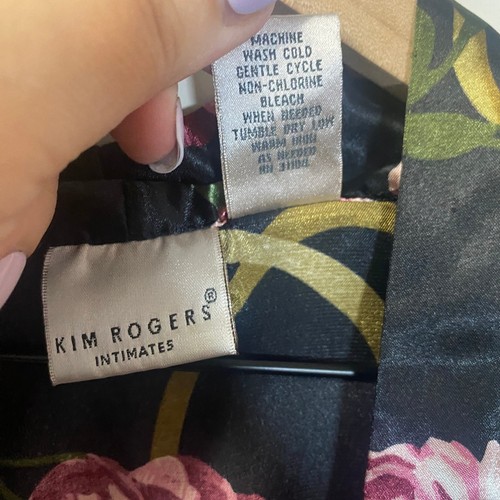 MACHINE
WASH COLD
GENTLE CYCLE
NON-CHLORINE
BLEACH
WHEN NEEDED
TUMBLE DRY LOW
WARM IRON
AS NEEDED
KIM ROGERS®
INTIMATES